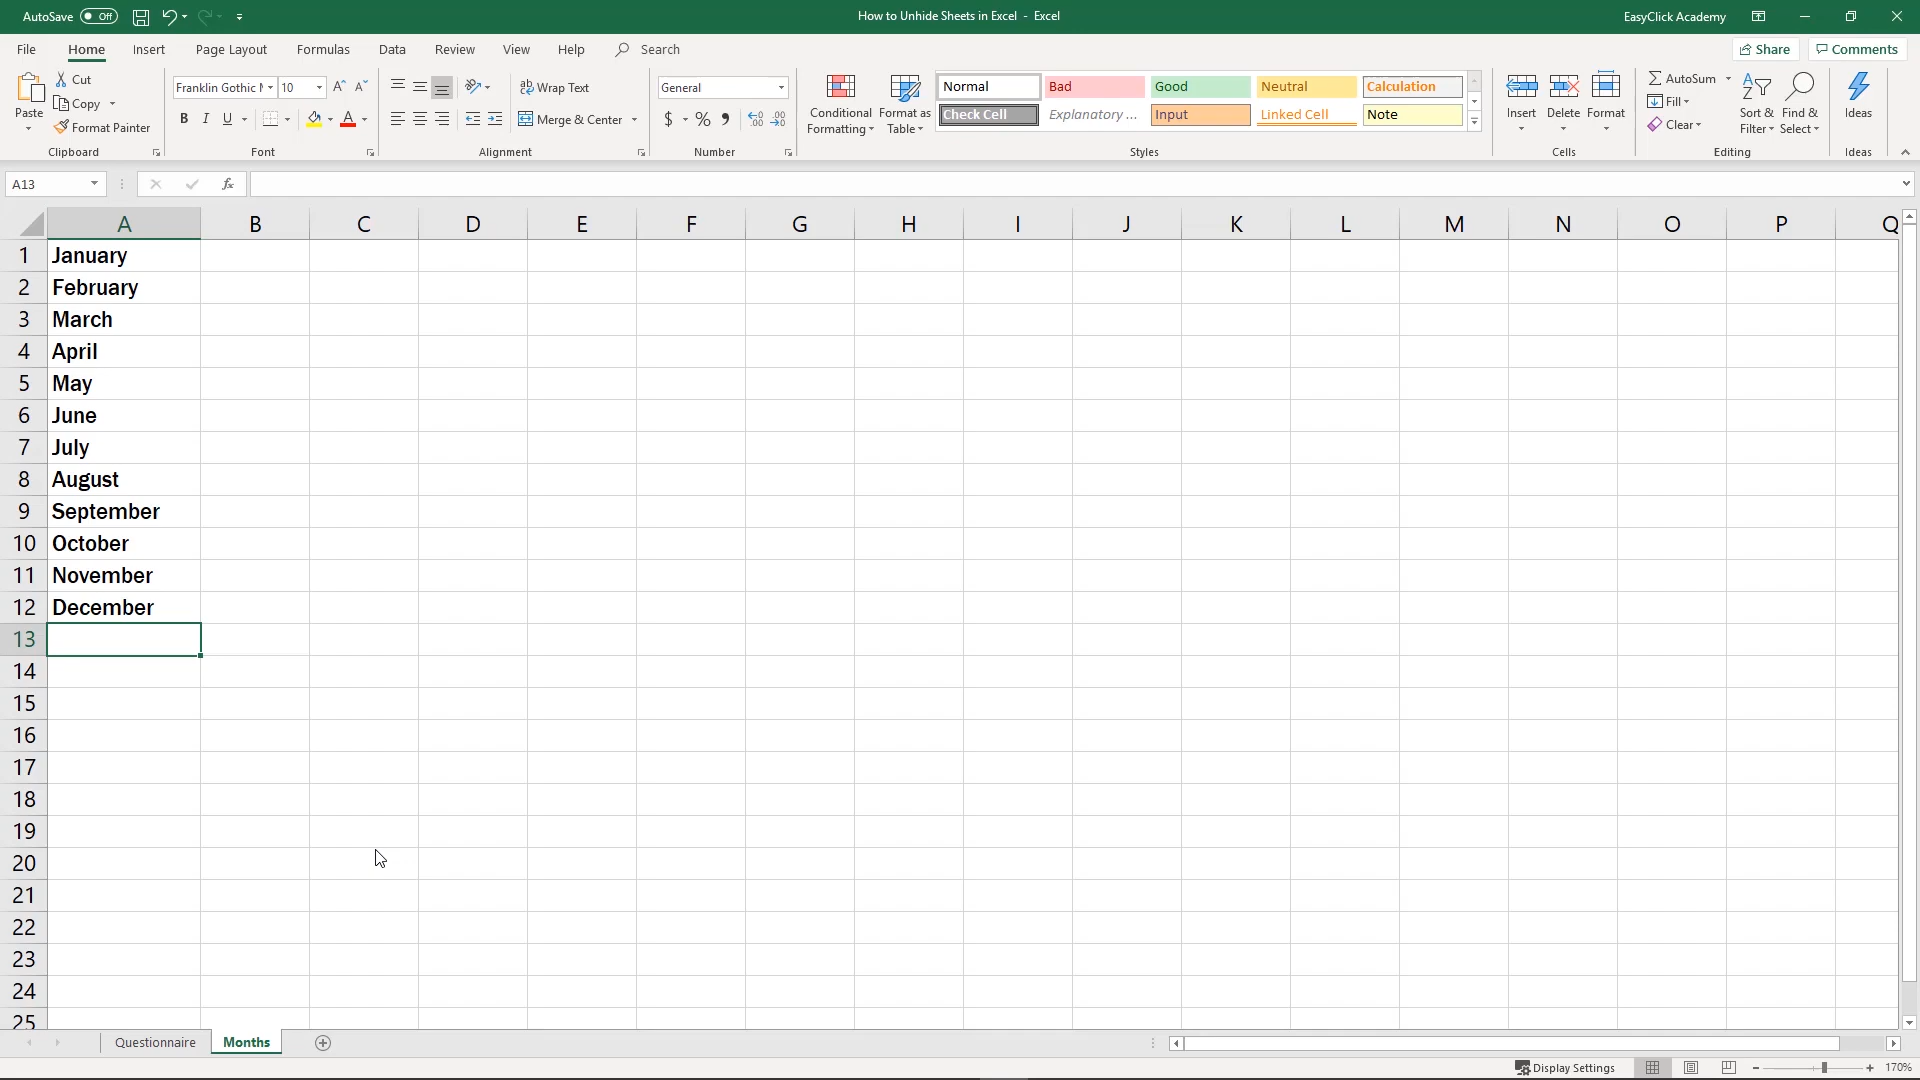 AutoSave Off
How to Unhide Sheets in Excel - Excel
EasyClick Academy
File Home Insert Page Layout Formulas Data Review View Help Search
Share Comments
Paste
Cut
Copy
Format Painter
Clipboard
Franklin Gothic 10
B I U
Font
Wrap Text
Merge & Center
Alignment
General
$ % 9
Number
Conditional Formatting
Format as Table
Normal Bad Good Neutral Calculation
Check Cell Explanatory ... Input Linked Cell Note
Styles
Insert Delete Format
Cells
AutoSum
Fill
Clear
Sort & Filter
Find & Select
Editing
Ideas
Ideas
A13 fx
A B C D E F G H I J K L M N O P Q
1 January
2 February
3 March
4 April
5 May
6 June
7 July
8 August
9 September
10 October
11 November
12 December
13
14
15
16
17
18
19
20
21
22
23
24
25
Questionnaire Months
Display Settings 170%